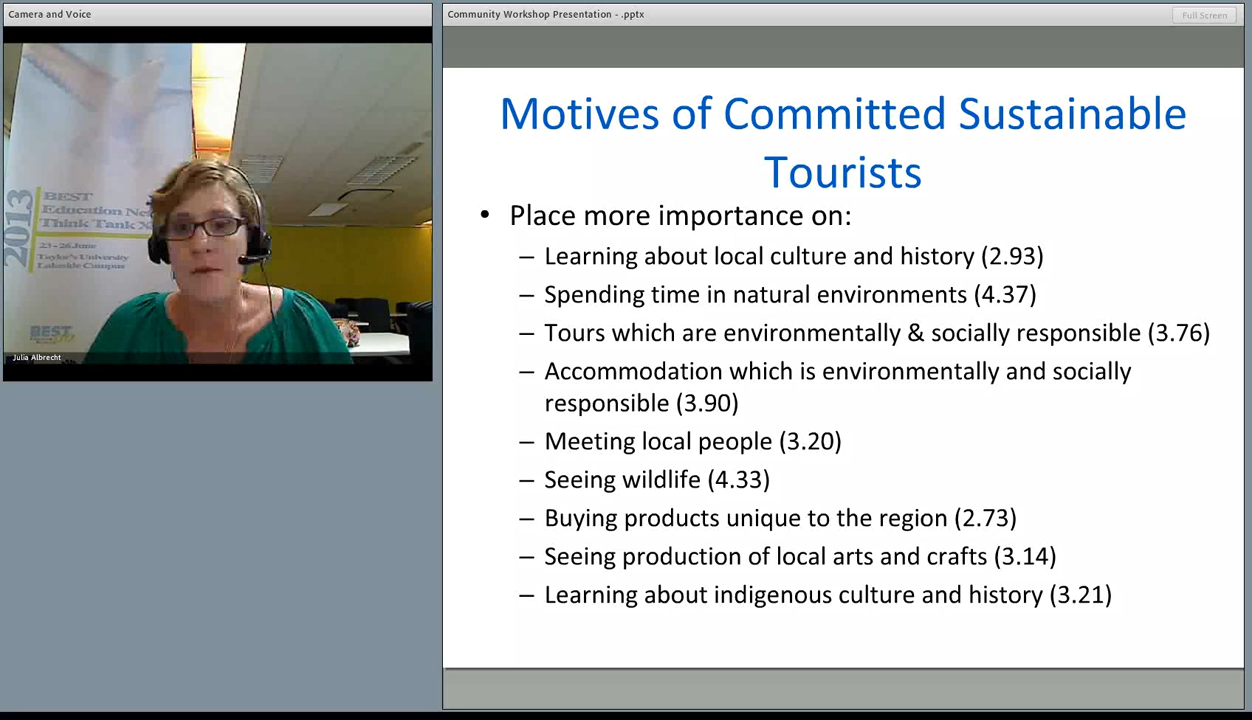 Camera and Voice
2013
BEST
Education Ne
Think Tank X
23-26 June
Taylor's University
Lakeside Campus
BEST
Julia Albrecht
Community Workshop Presentation - .pptx
Full Screen
Motives of Committed Sustainable
Tourists
• Place more importance on:
– Learning about local culture and history (2.93)
– Spending time in natural environments (4.37)
– Tours which are environmentally & socially responsible (3.76)
– Accommodation which is environmentally and socially
responsible (3.90)
– Meeting local people (3.20)
– Seeing wildlife (4.33)
– Buying products unique to the region (2.73)
– Seeing production of local arts and crafts (3.14)
– Learning about indigenous culture and history (3.21)